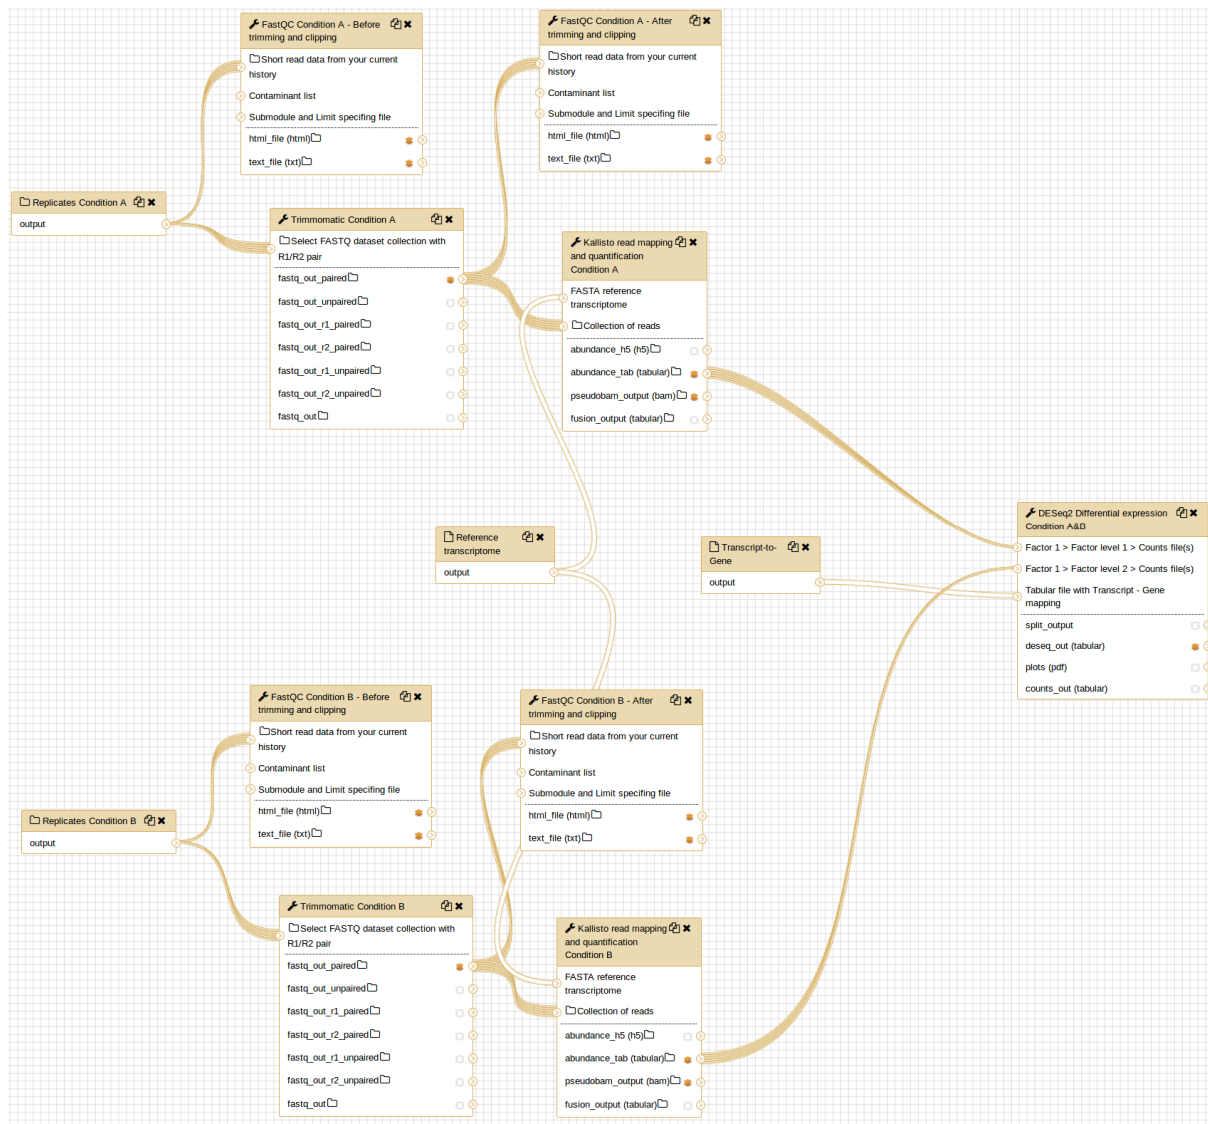 FastQC Condition A - Before
trimming and clipping
Short read data from your current
history
Contaminant list
Submodule and Limit specifing file
html_file (html)
text_file (txt)
FastQC Condition A - After
trimming and clipping
Short read data from your current
history
Contaminant list
Submodule and Limit specifing file
html_file (html)
text_file (txt)
Replicates Condition A
output
Trimmomatic Condition A
Select FASTQ dataset collection with
R1/R2 pair
fastq_out_paired
fastq_out_unpaired
fastq_out_r1_paired
fastq_out_r2_paired
fastq_out_r1_unpaired
fastq_out_r2_unpaired
fastq_out
Kallisto read mapping
and quantification
Condition A
FASTA reference
transcriptome
Collection of reads
abundance_h5 (h5)
abundance_tab (tabular)
pseudobam_output (bam)
fusion_output (tabular)
Reference
transcriptome
output
Transcript-to-
Gene
output
DESeq2 Differential expression
Condition A&B
Factor 1 > Factor level 1 > Counts file(s)
Factor 1 > Factor level 2 > Counts file(s)
Tabular file with Transcript - Gene
mapping
split_output
deseq_out (tabular)
plots (pdf)
counts_out (tabular)
FastQC Condition B - Before
trimming and clipping
Short read data from your current
history
Contaminant list
Submodule and Limit specifing file
html_file (html)
text_file (txt)
FastQC Condition B - After
trimming and clipping
Short read data from your current
history
Contaminant list
Submodule and Limit specifing file
html_file (html)
text_file (txt)
Replicates Condition B
output
Trimmomatic Condition B
Select FASTQ dataset collection with
R1/R2 pair
fastq_out_paired
fastq_out_unpaired
fastq_out_r1_paired
fastq_out_r2_paired
fastq_out_r1_unpaired
fastq_out_r2_unpaired
fastq_out
Kallisto read mapping
and quantification
Condition B
FASTA reference
transcriptome
Collection of reads
abundance_h5 (h5)
abundance_tab (tabular)
pseudobam_output (bam)
fusion_output (tabular)